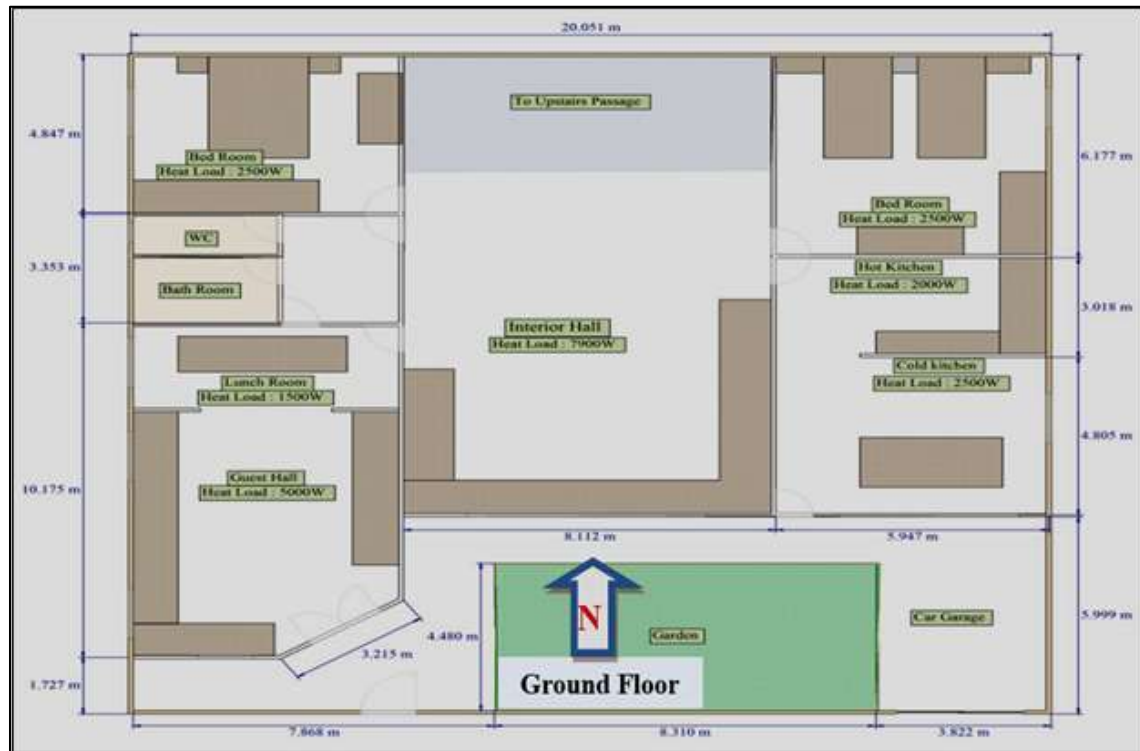 20.051 m
To Upstairs Passage
4.847 m
6.177 m
Bed Room
Heat Load : 2500W
Bed Room
Heat Load : 2500W
WC
3.353 m
Bath Room
Hot Kitchen
Heat Load : 2000W
3.018 m
Interior Hall
Heat Load : 7900W
Cold kitchen
Heat Load : 2500W
Lunch Room
Heat Load : 1500W
4.805 m
Guest Hall
Heat Load : 5000W
10.175 m
8.112 m
5.947 m
N
4.480 m
Garden
Car Garage
5.999 m
3.215 m
Ground Floor
1.727 m
7.868 m
8.310 m
3.822 m